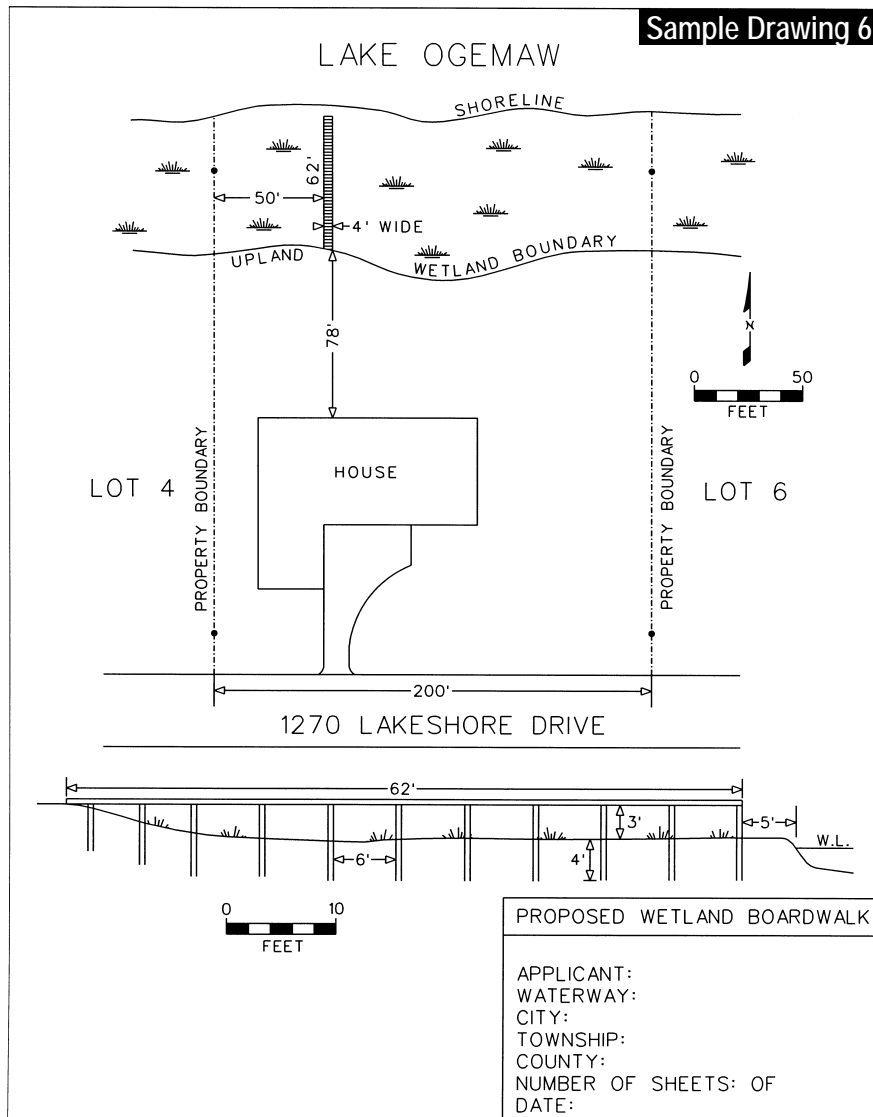 Sample Drawing 6
LAKE OGEMAW
SHORELINE
62'
50'
4' WIDE
UPLAND
WETLAND BOUNDARY
78'
N
0 50
FEET
HOUSE
LOT 4
PROPERTY BOUNDARY
PROPERTY BOUNDARY
LOT 6
200'
1270 LAKESHORE DRIVE
62'
3'
5'
W.L.
6'
4'
0 10
FEET
PROPOSED WETLAND BOARDWALK
APPLICANT:
WATERWAY:
CITY:
TOWNSHIP:
COUNTY:
NUMBER OF SHEETS: OF
DATE: